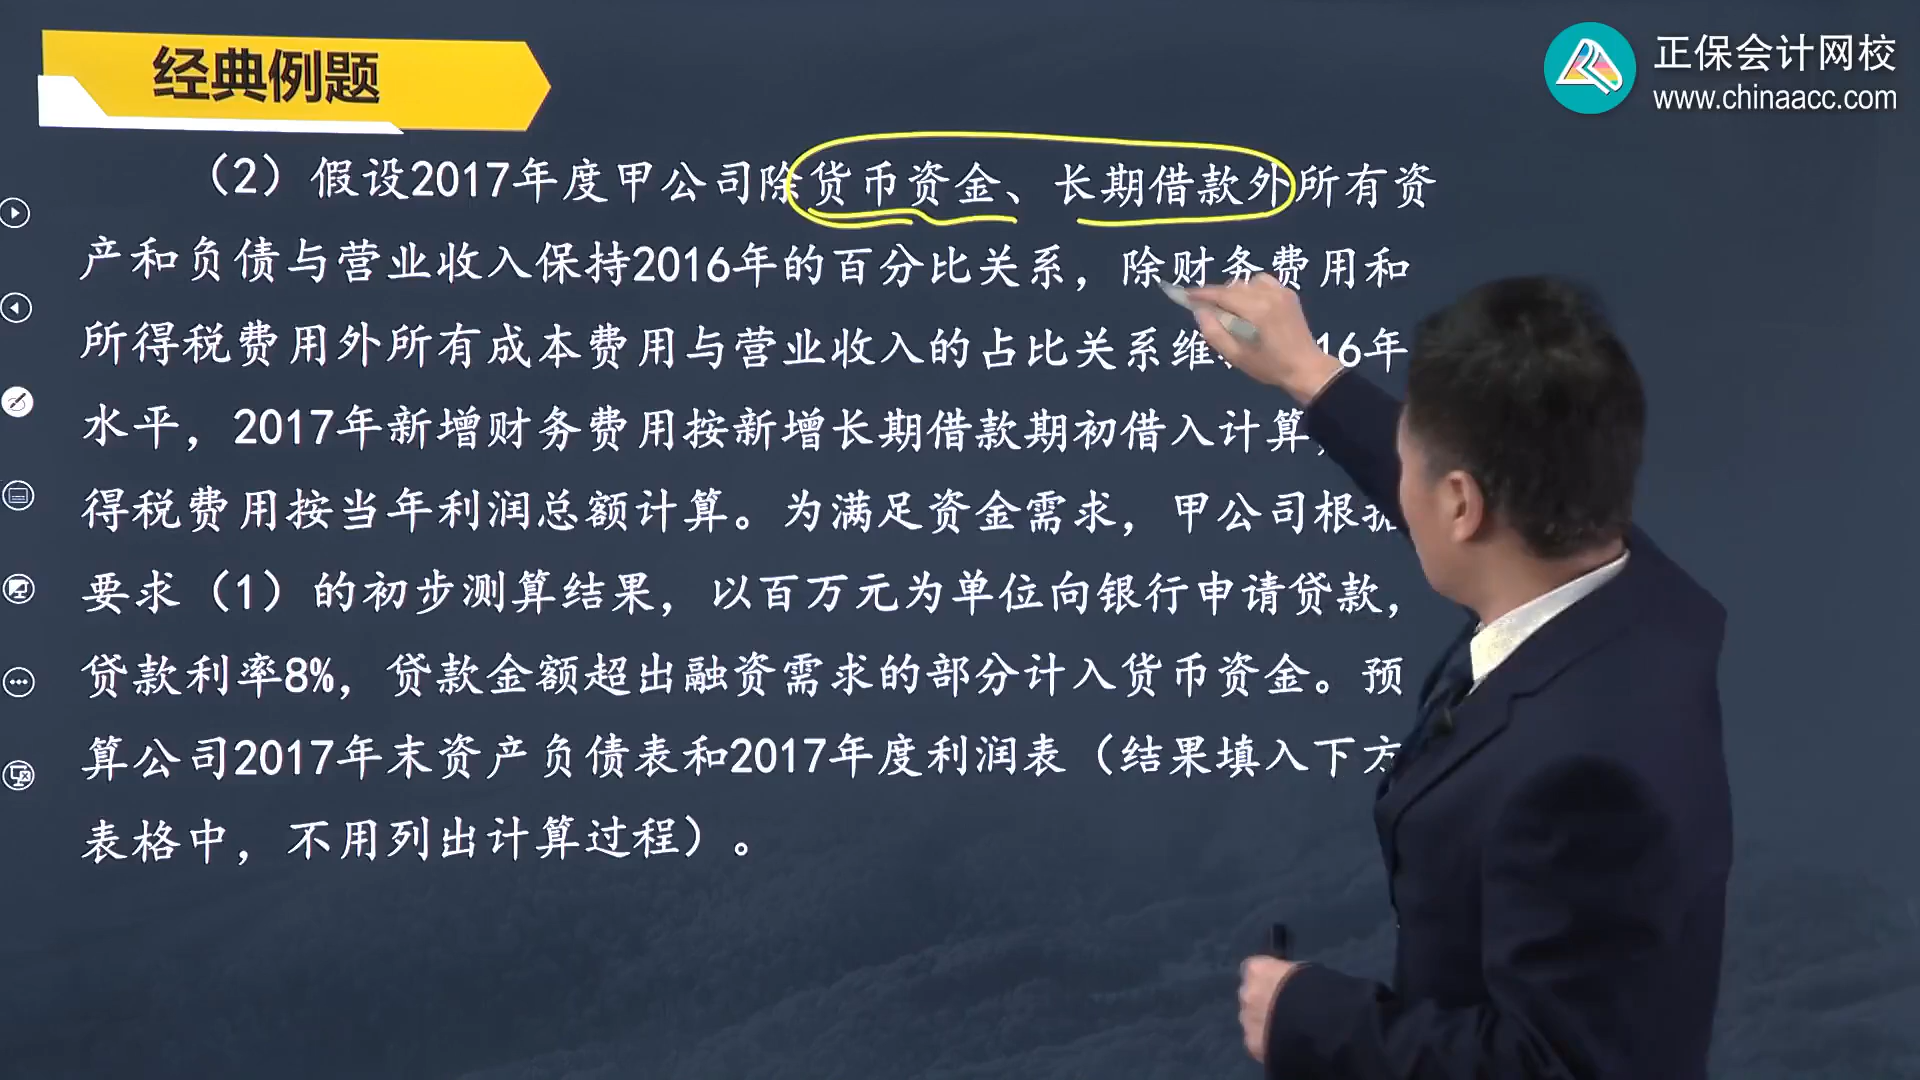 经典例题
正保会计网校
www.chinaacc.com
（2）假设2017年度甲公司除货币资金、长期借款外所有资
产和负债与营业收入保持2016年的百分比关系，除财务费用和
所得税费用外所有成本费用与营业收入的占比关系维 16年
水平，2017年新增财务费用按新增长期借款期初借入计算，
得税费用按当年利润总额计算。为满足资金需求，甲公司根据
要求（1）的初步测算结果，以百万元为单位向银行申请贷款，
贷款利率8%，贷款金额超出融资需求的部分计入货币资金。预
算公司2017年末资产负债表和2017年度利润表（结果填入下方
表格中，不用列出计算过程）。